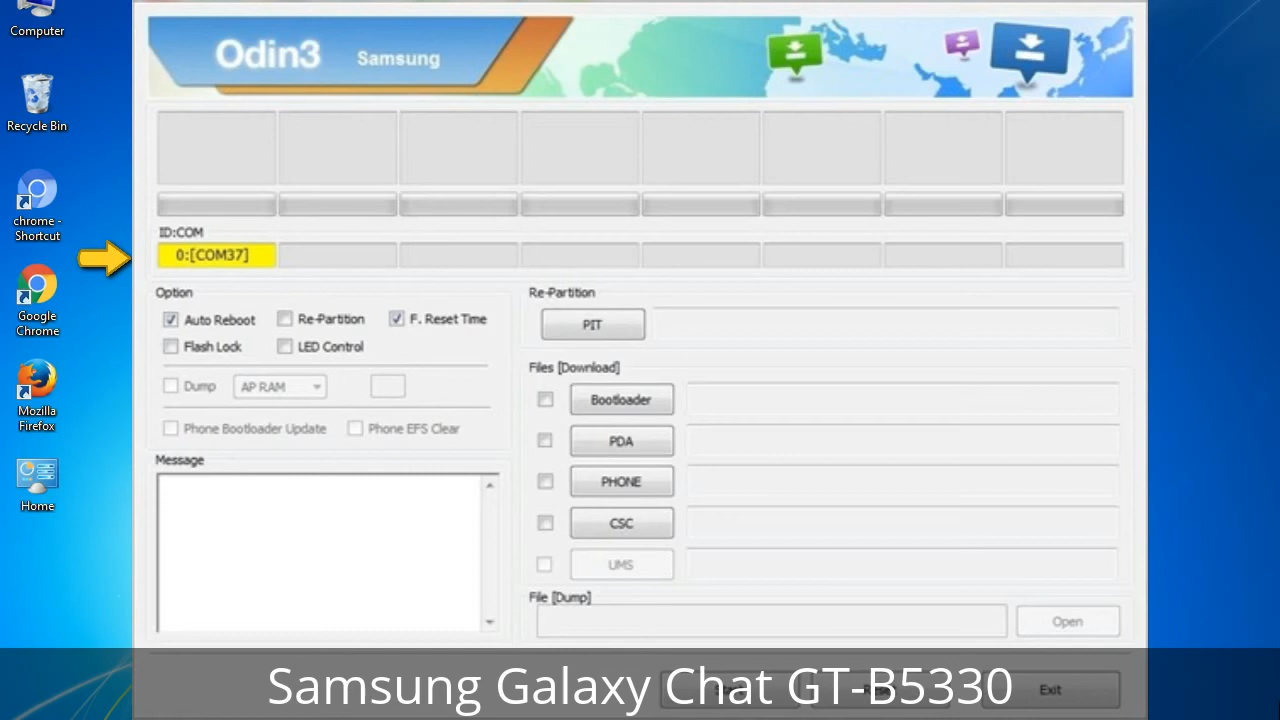 Computer
Recycle Bin
chrome -
Shortcut
Google
Chrome
Mozilla
Firefox
Home
Odin3
Samsung
ID:COM
0:[COM37]
Option
Auto Reboot
Re-Partition
F. Reset Time
Flash Lock
LED Control
Dump
AP RAM
Phone Bootloader Update
Phone EFS Clear
Message
Re-Partition
PIT
Files [Download]
Bootloader
PDA
PHONE
CSC
UMS
File [Dump]
Open
Exit
Samsung Galaxy Chat GT-B5330